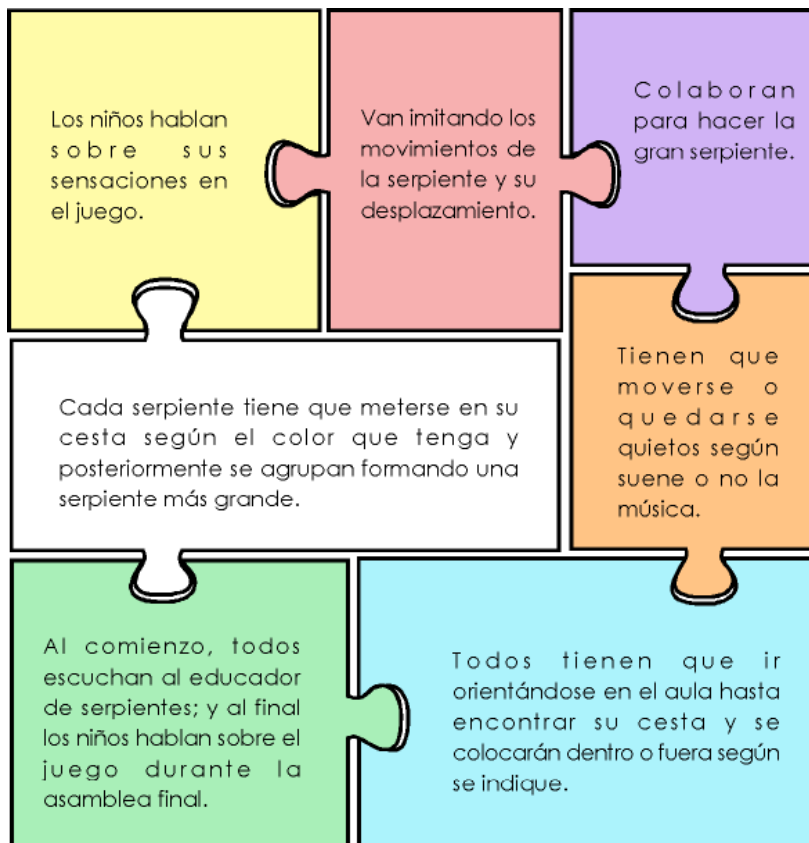 Los niños hablan
sobre sus
sensaciones en
el juego.
Van imitando los
movimientos de
la serpiente y su
desplazamiento.
Colaboran
para hacer la
gran serpiente.
Cada serpiente tiene que meterse en su
cesta según el color que tenga y
posteriormente se agrupan formando una
serpiente más grande.
Tienen que
moverse o
quedarse
quietos según
suene o no la
música.
Al comienzo, todos
escuchan al educador
de serpientes; y al final
los niños hablan sobre el
juego durante la
asamblea final.
Todos tienen que ir
orientándose en el aula hasta
encontrar su cesta y se
colocarán dentro o fuera según
se indique.